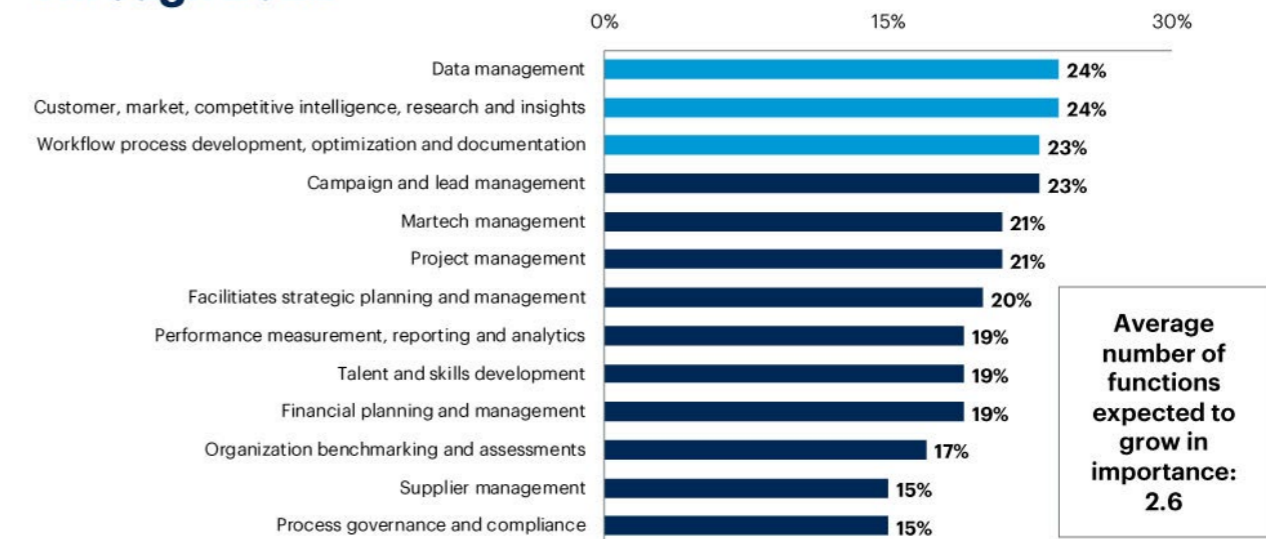 0% 15% 30%
Data management 24%
Customer, market, competitive intelligence, research and insights 24%
Workflow process development, optimization and documentation 23%
Campaign and lead management 23%
Martech management 21%
Project management 21%
Facilitiates strategic planning and management 20%
Performance measurement, reporting and analytics 19%
Talent and skills development 19%
Financial planning and management 19%
Organization benchmarking and assessments 17%
Supplier management 15%
Process governance and compliance 15%
Average
number of
functions
expected to
grow in
importance:
2.6